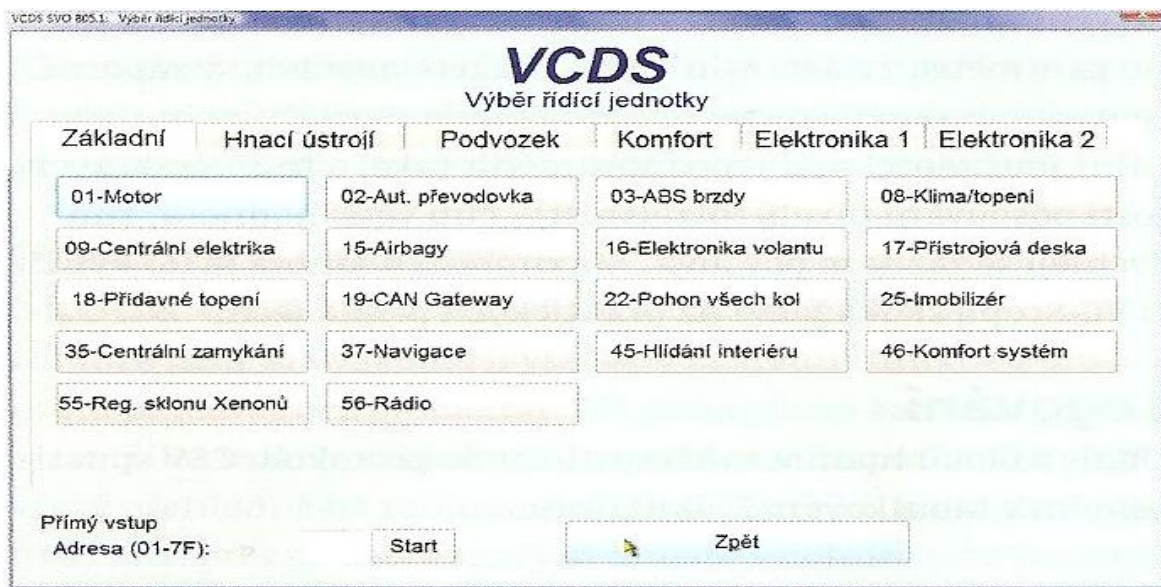 VCDS SVO 805.1: Výběr řídící jednotky
VCDS
Výběr řídící jednotky
Základní Hnací ústrojí Podvozek Komfort Elektronika 1 Elektronika 2
01-Motor 02-Aut. převodovka 03-ABS brzdy 08-Klima/topení
09-Centrální elektrika 15-Airbagy 16-Elektronika volantu 17-Přístrojová deska
18-Přídavné topení 19-CAN Gateway 22-Pohon všech kol 25-Imobilizér
35-Centrální zamykání 37-Navigace 45-Hlídání interiéru 46-Komfort systém
55-Reg. sklonu Xenonů 56-Rádio
Přímý vstup
Adresa (01-7F): Start Zpět